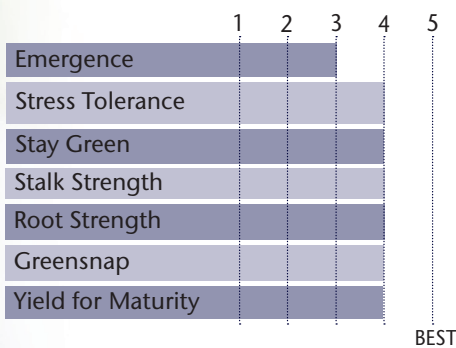 1 2 3 4 5
Emergence
Stress Tolerance
Stay Green
Stalk Strength
Root Strength
Greensnap
Yield for Maturity
BEST